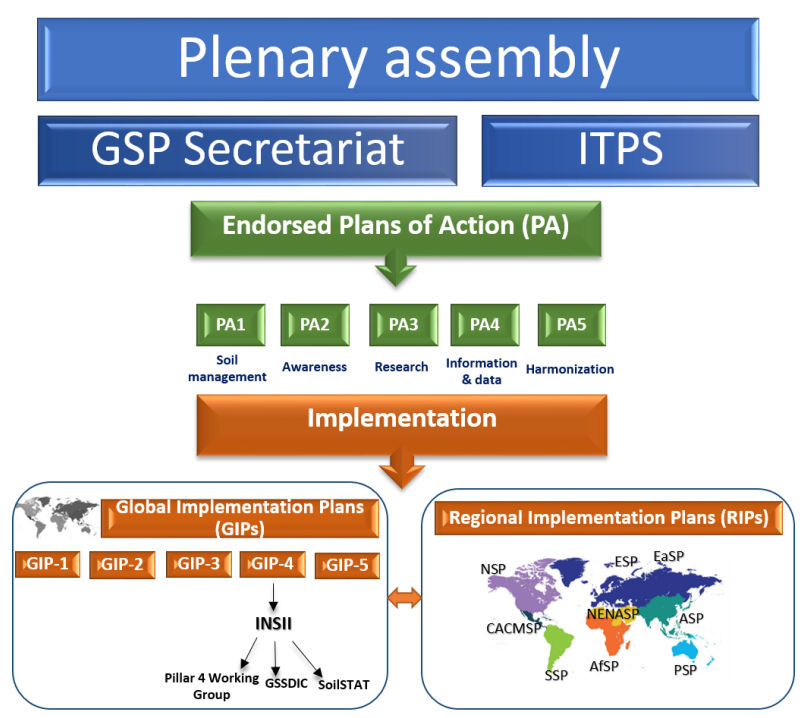 Plenary assembly
GSP Secretariat
ITPS
Endorsed Plans of Action (PA)
PA1
PA2
PA3
PA4
PA5
Soil
management
Awareness
Research
Information
& data
Harmonization
Implementation
Global Implementation Plans
(GIPs)
GIP-1
GIP-2
GIP-3
GIP-4
GIP-5
INSII
Pillar 4 Working
Group
GSSDIC
SoilSTAT
Regional Implementation Plans (RIPs)
NSP
ESP
EaSP
NENASP
CACMSP
ASP
SSP
AfSP
PSP